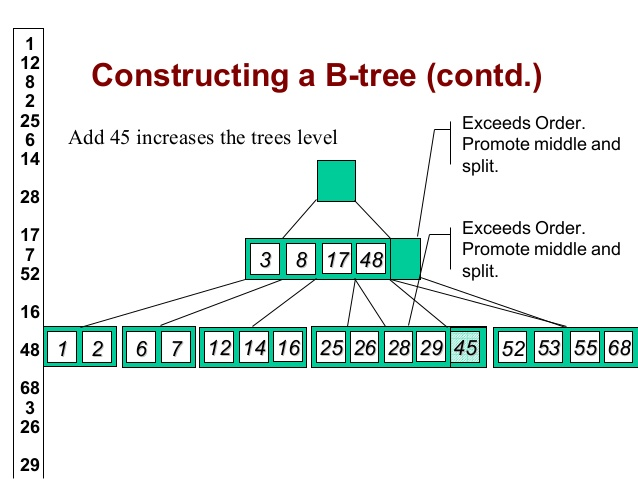 1
12
8
2
25
6
14
28
17
7
52
16
48
68
3
26
29
Constructing a B-tree (contd.)
Add 45 increases the trees level
Exceeds Order.
Promote middle and
split.
Exceeds Order.
Promote middle and
split.
3 8 17 48
1 2 6 7 12 14 16 25 26 28 29 45 52 53 55 68